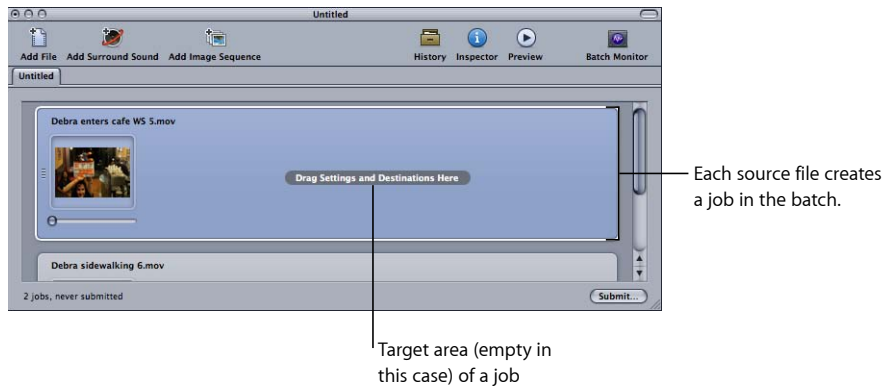 Untitled
Add File Add Surround Sound Add Image Sequence History Inspector Preview Batch Monitor
Untitled
Debra enters cafe WS 5.mov
Drag Settings and Destinations Here
Each source file creates
a job in the batch.
Debra sidewalking 6.mov
2 jobs, never submitted Submit...
Target area (empty in
this case) of a job